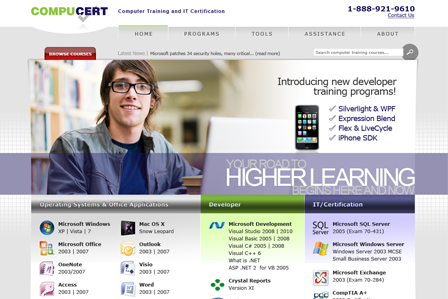 COMPUCERT
Computer Training and IT Certification
1-888-921-9610
Contact Us
HOME
PROGRAMS
TOOLS
ASSISTANCE
ABOUT
BROWSE COURSES
Latest News | Microsoft patches 34 security holes, many critical... (read more)
Search computer training courses...
Introducing new developer
training programs!
Silverlight & WPF
Expression Blend
Flex & LiveCycle
iPhone SDK
YOUR ROAD TO
HIGHER LEARNING
BEGINS HERE AND NOW
Operating Systems & Office Applications
Microsoft Windows
XP | Vista | 7
Mac OS X
Snow Leopard
Microsoft Office
2003 | 2007
Outlook
2003 | 2007
OneNote
2003/2007
Visio
2003 | 2007
Access
2003 | 2007
Word
2003 | 2007
Developer
Microsoft Development
Visual Studio 2008 | 2010
Visual Basic 2005 | 2008
Visual C# 2005 | 2008
Visual C++ 6
What is .NET
ASP .NET 2 for VB 2005
Crystal Reports
Version XI
IT/Certification
SQL
Server
Microsoft SQL Server
2005 (Exam 70-431)
Microsoft Windows Server
Windows Server 2003 MCSE
Small Business Server 2003
Microsoft Exchange
2003 (Exam 70-284)
CompTIA A+